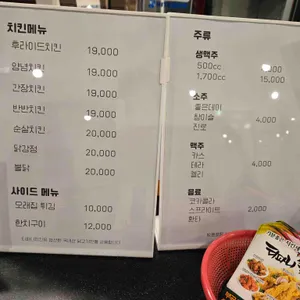 치킨메뉴
후라이드치킨 19,000
양념치킨 19,000
간장치킨 19,000
반반치킨 19,000
순살치킨 20,000
닭강정 20,000
불닭 20,000
사이드 메뉴
모래집 튀김 10,000
한치구이 12,000
주류
생맥주
500cc
1,700cc 15,000
소주
좋은데이
참이슬 4,000
진로
맥주
카스
테라 4,000
켈리
음료
코카콜라
스프라이트 2,000
환타